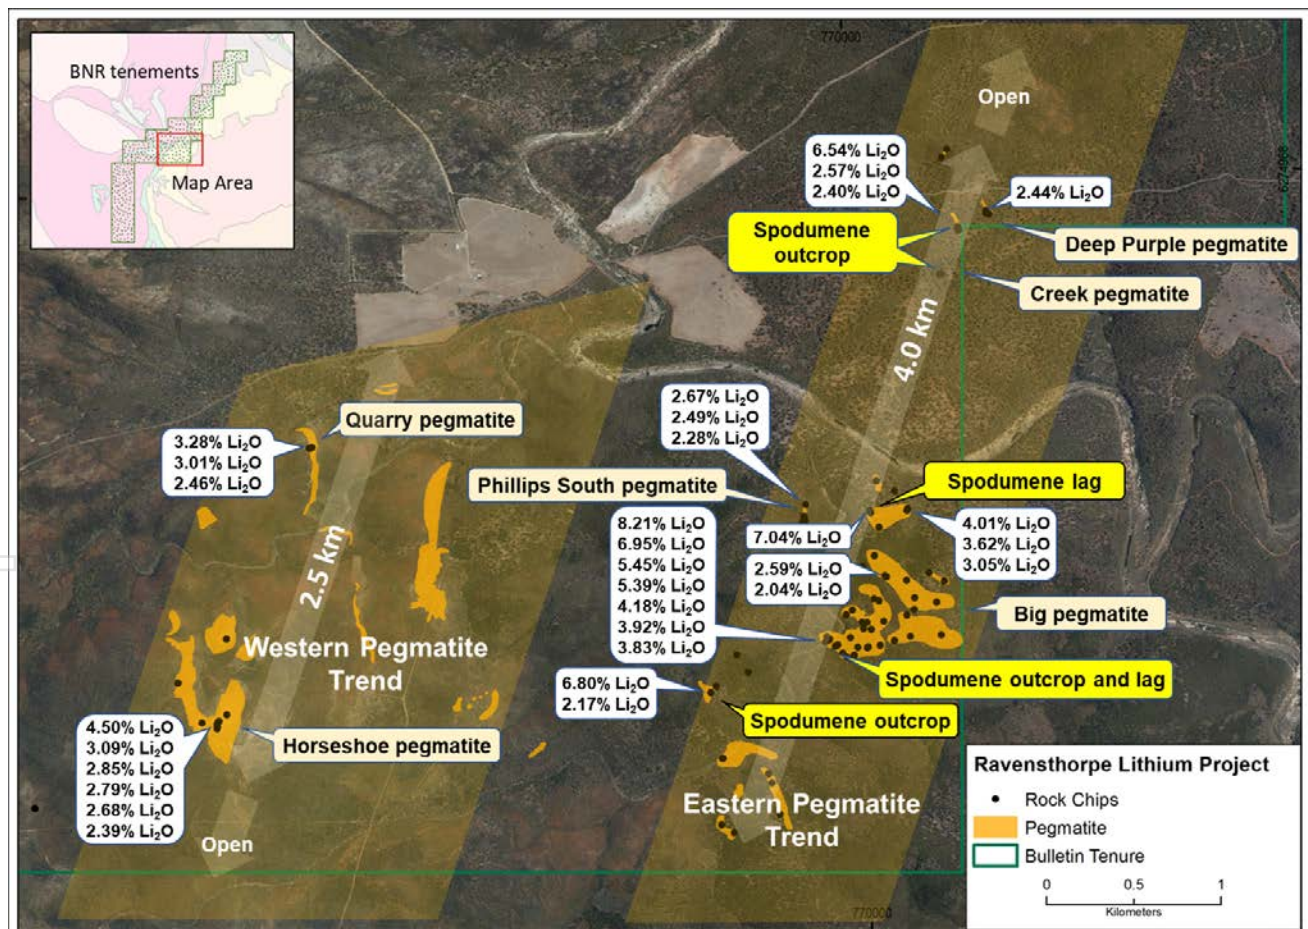 BNR tenements
Map Area
770000
Open
6.54% Li₂O
2.57% Li₂O
2.40% Li₂O
2.44% Li₂O
Spodumene
outcrop
Deep Purple pegmatite
Creek pegmatite
4.0 km
2.67% Li₂O
2.49% Li₂O
2.28% Li₂O
Quarry pegmatite
3.28% Li₂O
3.01% Li₂O
2.46% Li₂O
Phillips South pegmatite
Spodumene lag
7.04% Li₂O
4.01% Li₂O
3.62% Li₂O
3.05% Li₂O
8.21% Li₂O
6.95% Li₂O
5.45% Li₂O
5.39% Li₂O
4.18% Li₂O
3.92% Li₂O
3.83% Li₂O
2.59% Li₂O
2.04% Li₂O
2.5 km
Big pegmatite
Western Pegmatite
Trend
Spodumene outcrop and lag
6.80% Li₂O
2.17% Li₂O
Spodumene outcrop
4.50% Li₂O
3.09% Li₂O
2.85% Li₂O
2.79% Li₂O
2.68% Li₂O
2.39% Li₂O
Horseshoe pegmatite
Open
Eastern Pegmatite
Trend
Ravensthorpe Lithium Project
Rock Chips
Pegmatite
Bulletin Tenure
0 0.5 1
Kilometers
770000